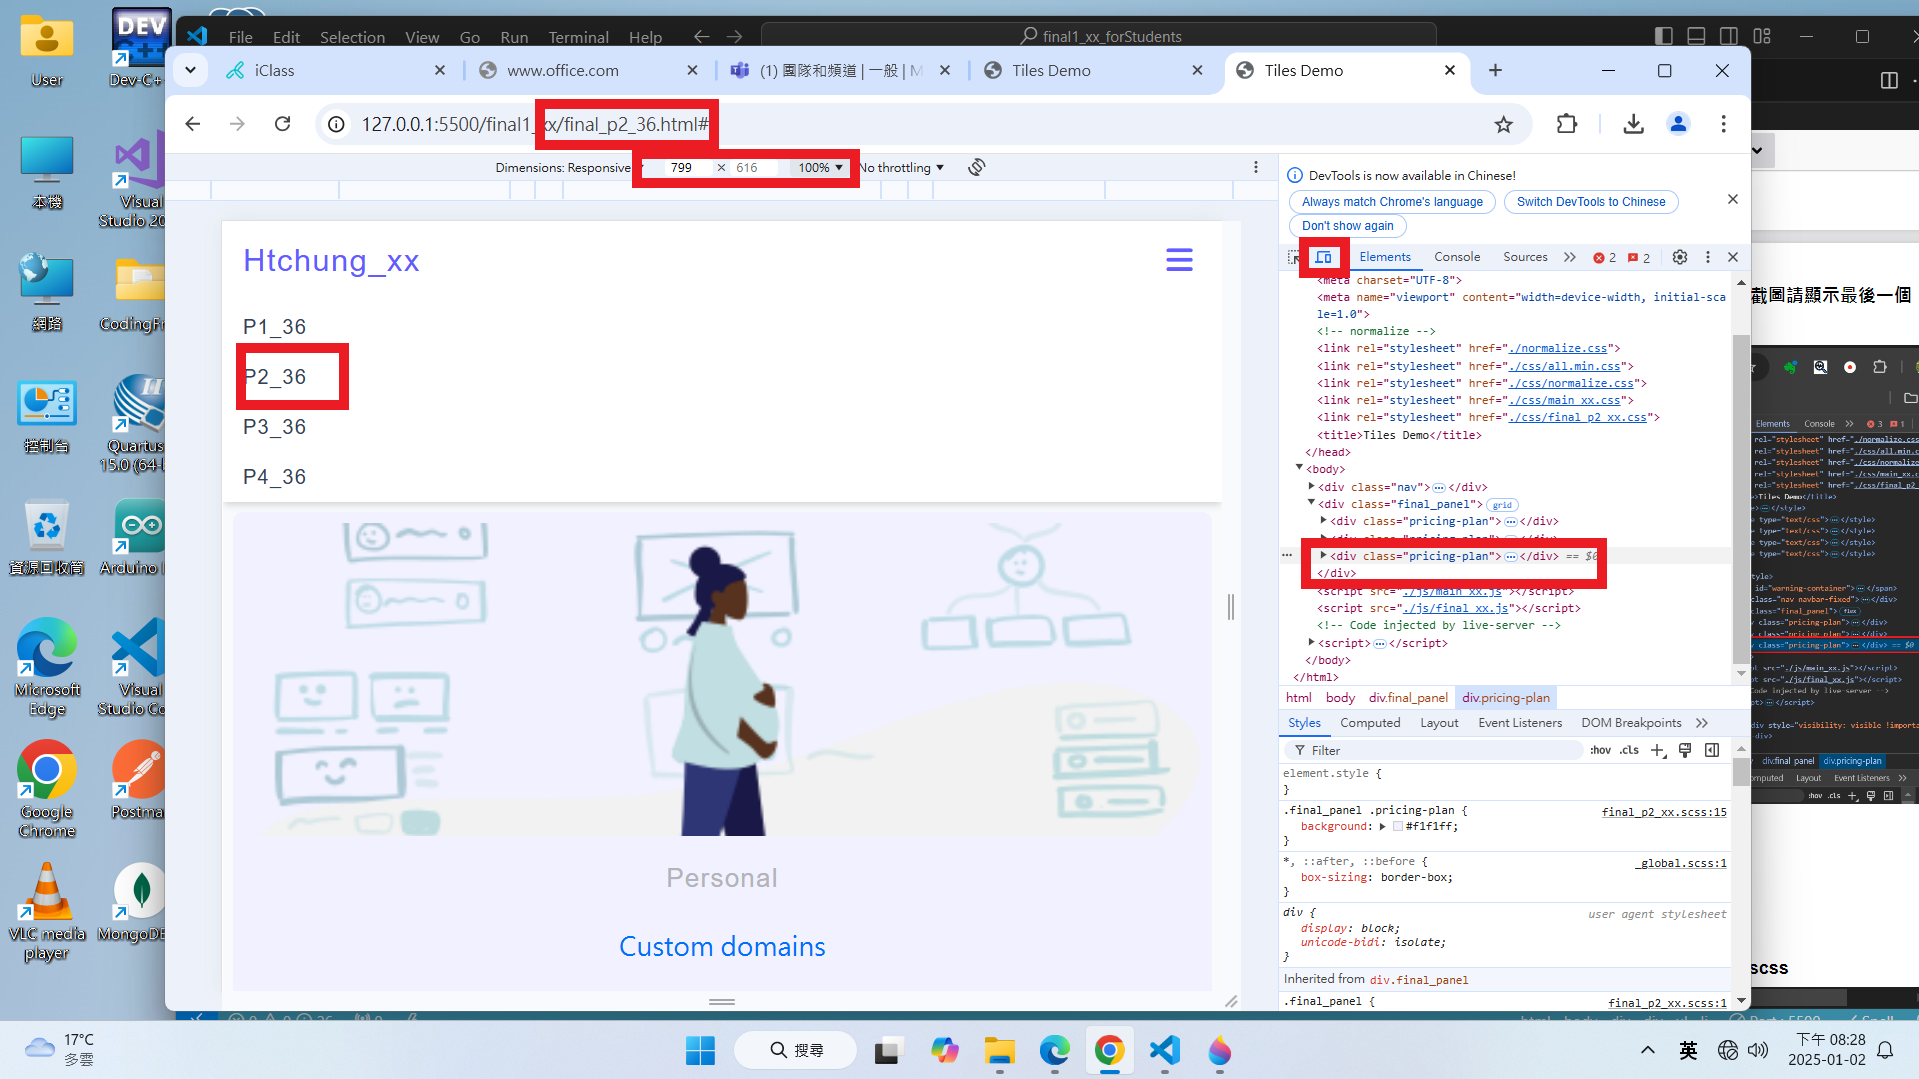 File Edit Selection View Go Run Terminal Help
final1_xx_forStudents
iClass
www.office.com
(1) 團隊和頻道 | 一般 | M
Tiles Demo
Tiles Demo
127.0.0.1:5500/final1_xx/final_p2_36.html#
Dimensions: Responsive 799 × 616 100% No throttling
Htchung_xx
P1_36
P2_36
P3_36
P4_36
Personal
Custom domains
DevTools is now available in Chinese!
Always match Chrome's language
Switch DevTools to Chinese
Don't show again
Elements Console Sources 2 2
<meta charset="UTF-8">
<meta name="viewport" content="width=device-width, initial-sca
le=1.0">
<!-- normalize -->
<link rel="stylesheet" href="./normalize.css">
<link rel="stylesheet" href="./css/all.min.css">
<link rel="stylesheet" href="./css/normalize.css">
<link rel="stylesheet" href="./css/main_xx.css">
<link rel="stylesheet" href="./css/final_p2_xx.css">
<title>Tiles Demo</title>
</head>
<body>
<div class="nav">…</div>
<div class="final_panel"> grid
<div class="pricing-plan">…</div>
<div class="pricing-plan">…</div> == $0
</div>
<script src="./js/main_xx.js"></script>
<script src="./js/final_xx.js"></script>
<!-- Code injected by live-server -->
<script>…</script>
</body>
</html>
html body div.final_panel div.pricing-plan
Styles Computed Layout Event Listeners DOM Breakpoints
Filter :hov .cls
element.style {
}
.final_panel .pricing-plan { final_p2_xx.scss:15
background: #f1f1ff;
}
*, ::after, ::before { _global.scss:1
box-sizing: border-box;
}
div { user agent stylesheet
display: block;
unicode-bidi: isolate;
}
Inherited from div.final_panel
.final_panel { final_p2_xx.scss:1
截圖請顯示最後一個
Elements Console 3 1
div.final_panel div.pricing-plan
Layout Event Listeners
:hov .cls
scss
User
Dev-C+
本機
Visual
Studio 20
網路
CodingFr
控制台
Quartus
15.0 (64-b
資源回收筒
Arduino
Microsoft
Edge
Visual
Studio Co
Google
Chrome
Postma
VLC media
player
MongoDB
17°C
多雲
搜尋
英
下午 08:28
2025-01-02